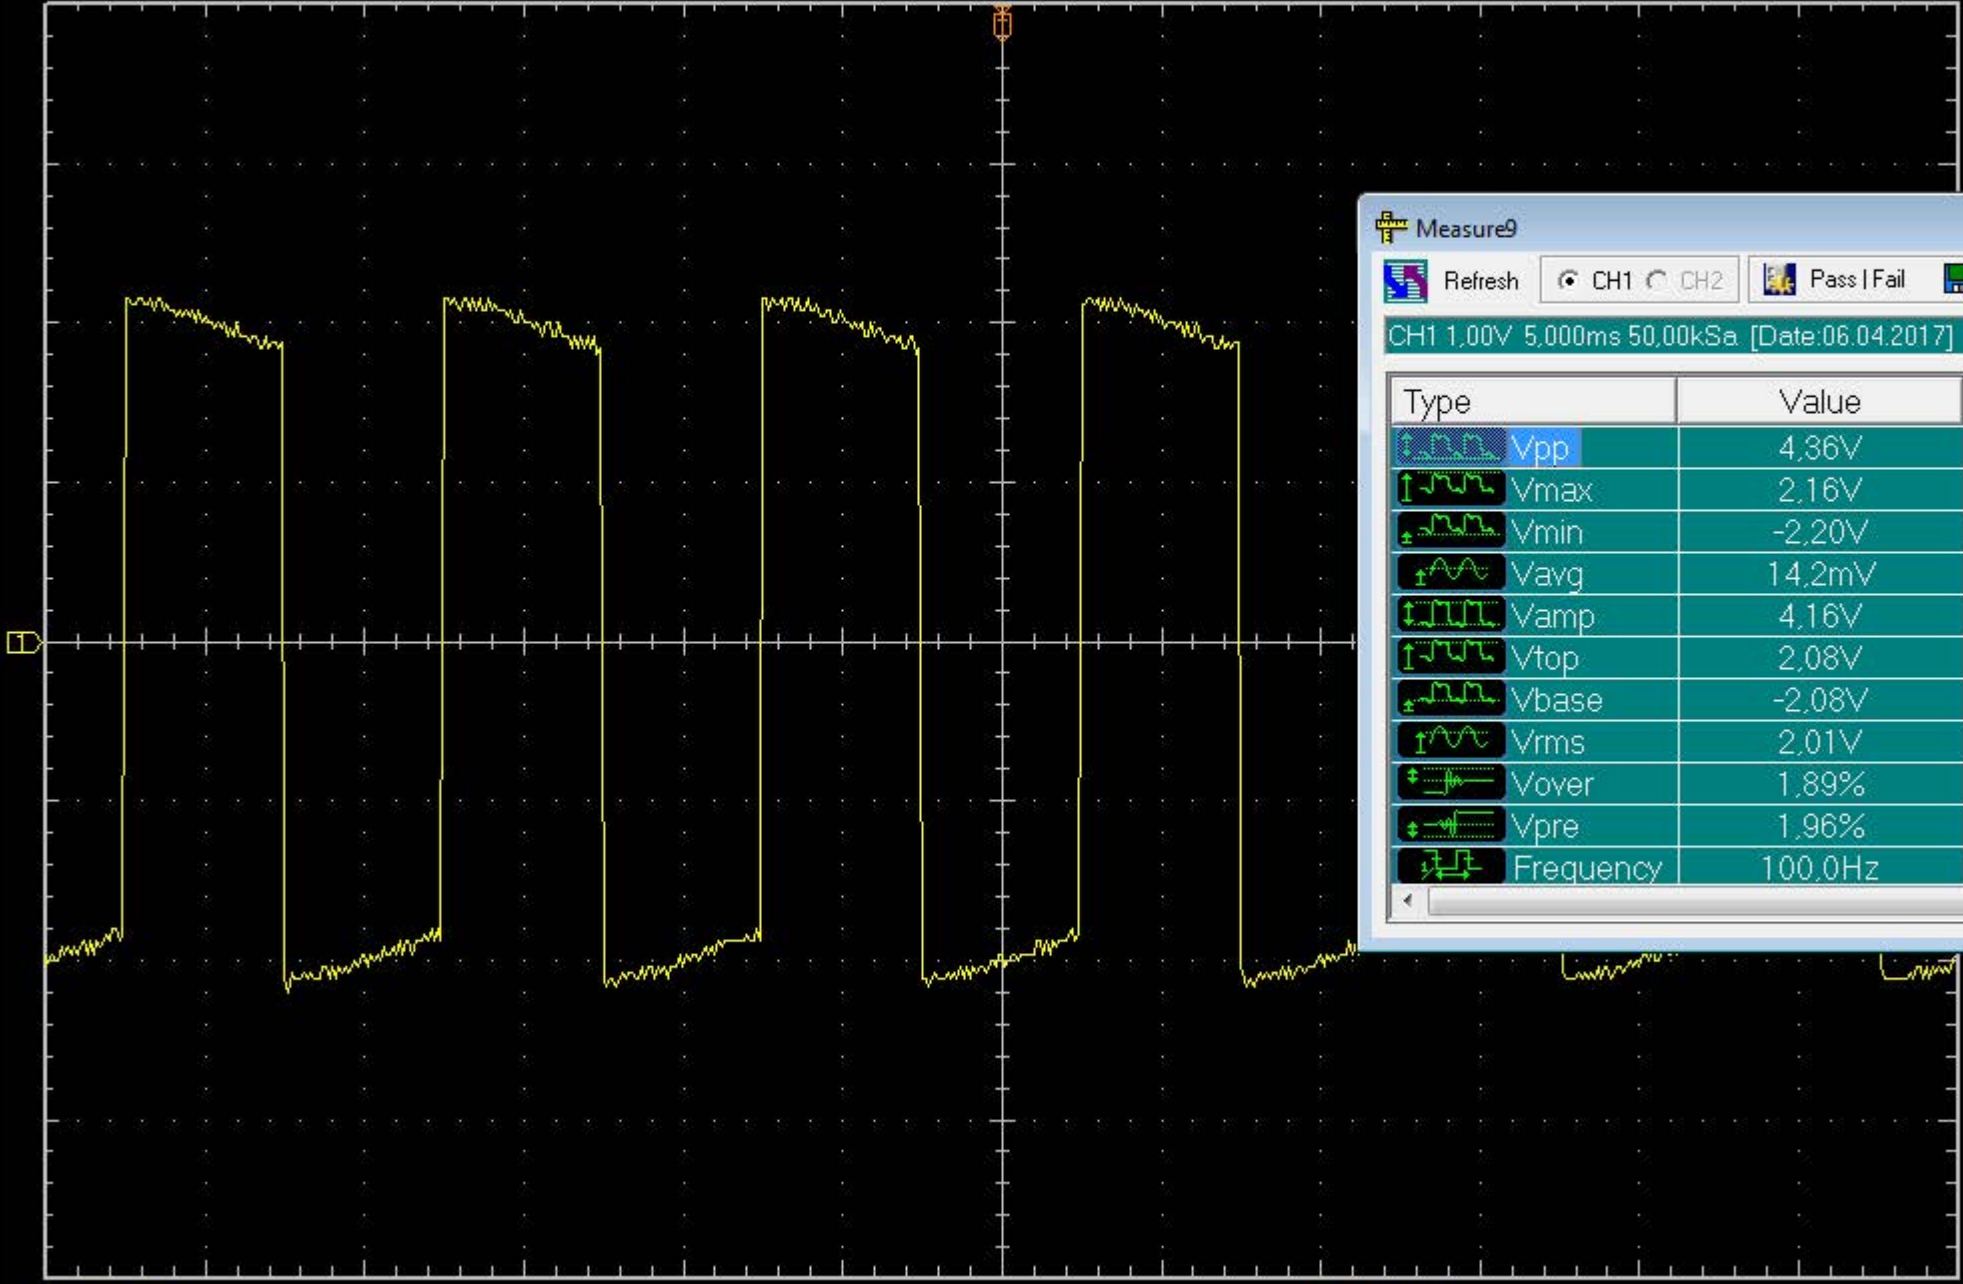 T
1
Measure9
Refresh CH1 CH2 Pass | Fail
CH1 1,00V 5,000ms 50,00kSa [Date:06.04.2017]
Type Value
Vpp 4,36V
Vmax 2,16V
Vmin -2,20V
Vavg 14,2mV
Vamp 4,16V
Vtop 2,08V
Vbase -2,08V
Vrms 2,01V
Vover 1,89%
Vpre 1,96%
Frequency 100,0Hz